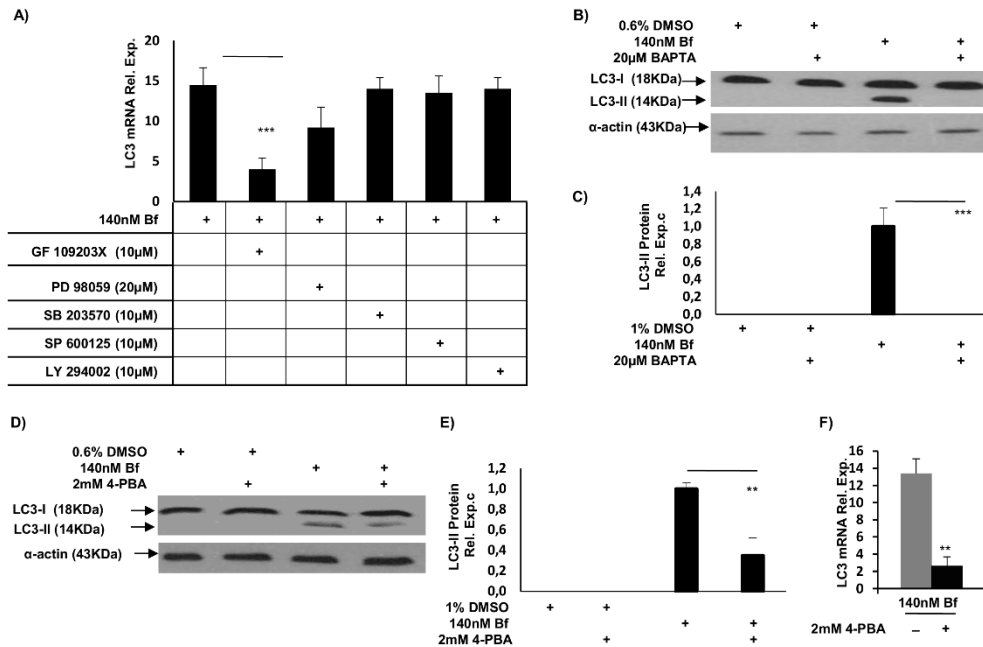 A)
LC3 mRNA Rel. Exp.
20
15
10
5
0
***
140nM Bf + + + + + +
GF 109203X (10µM) +
PD 98059 (20µM) +
SB 203570 (10µM) +
SP 600125 (10µM) +
LY 294002 (10µM) +
B)
0.6% DMSO + +
140nM Bf + +
20µM BAPTA + +
LC3-I (18KDa)
LC3-II (14KDa)
α-actin (43KDa)
C)
LC3-II Protein
Rel. Exp.c
1,4
1,2
1,0
0,8
0,6
0,4
0,2
0,0
***
1% DMSO + +
140nM Bf + +
20µM BAPTA + +
D)
0.6% DMSO + +
140nM Bf + +
2mM 4-PBA + +
LC3-I (18KDa)
LC3-II (14KDa)
α-actin (43KDa)
E)
LC3-II Protein
Rel. Exp.c
1,2
1,0
0,8
0,6
0,4
0,2
0,0
**
1% DMSO + +
140nM Bf + +
2mM 4-PBA + +
F)
LC3 mRNA Rel. Exp.
16
14
12
10
8
6
4
2
0
**
140nM Bf
2mM 4-PBA – +